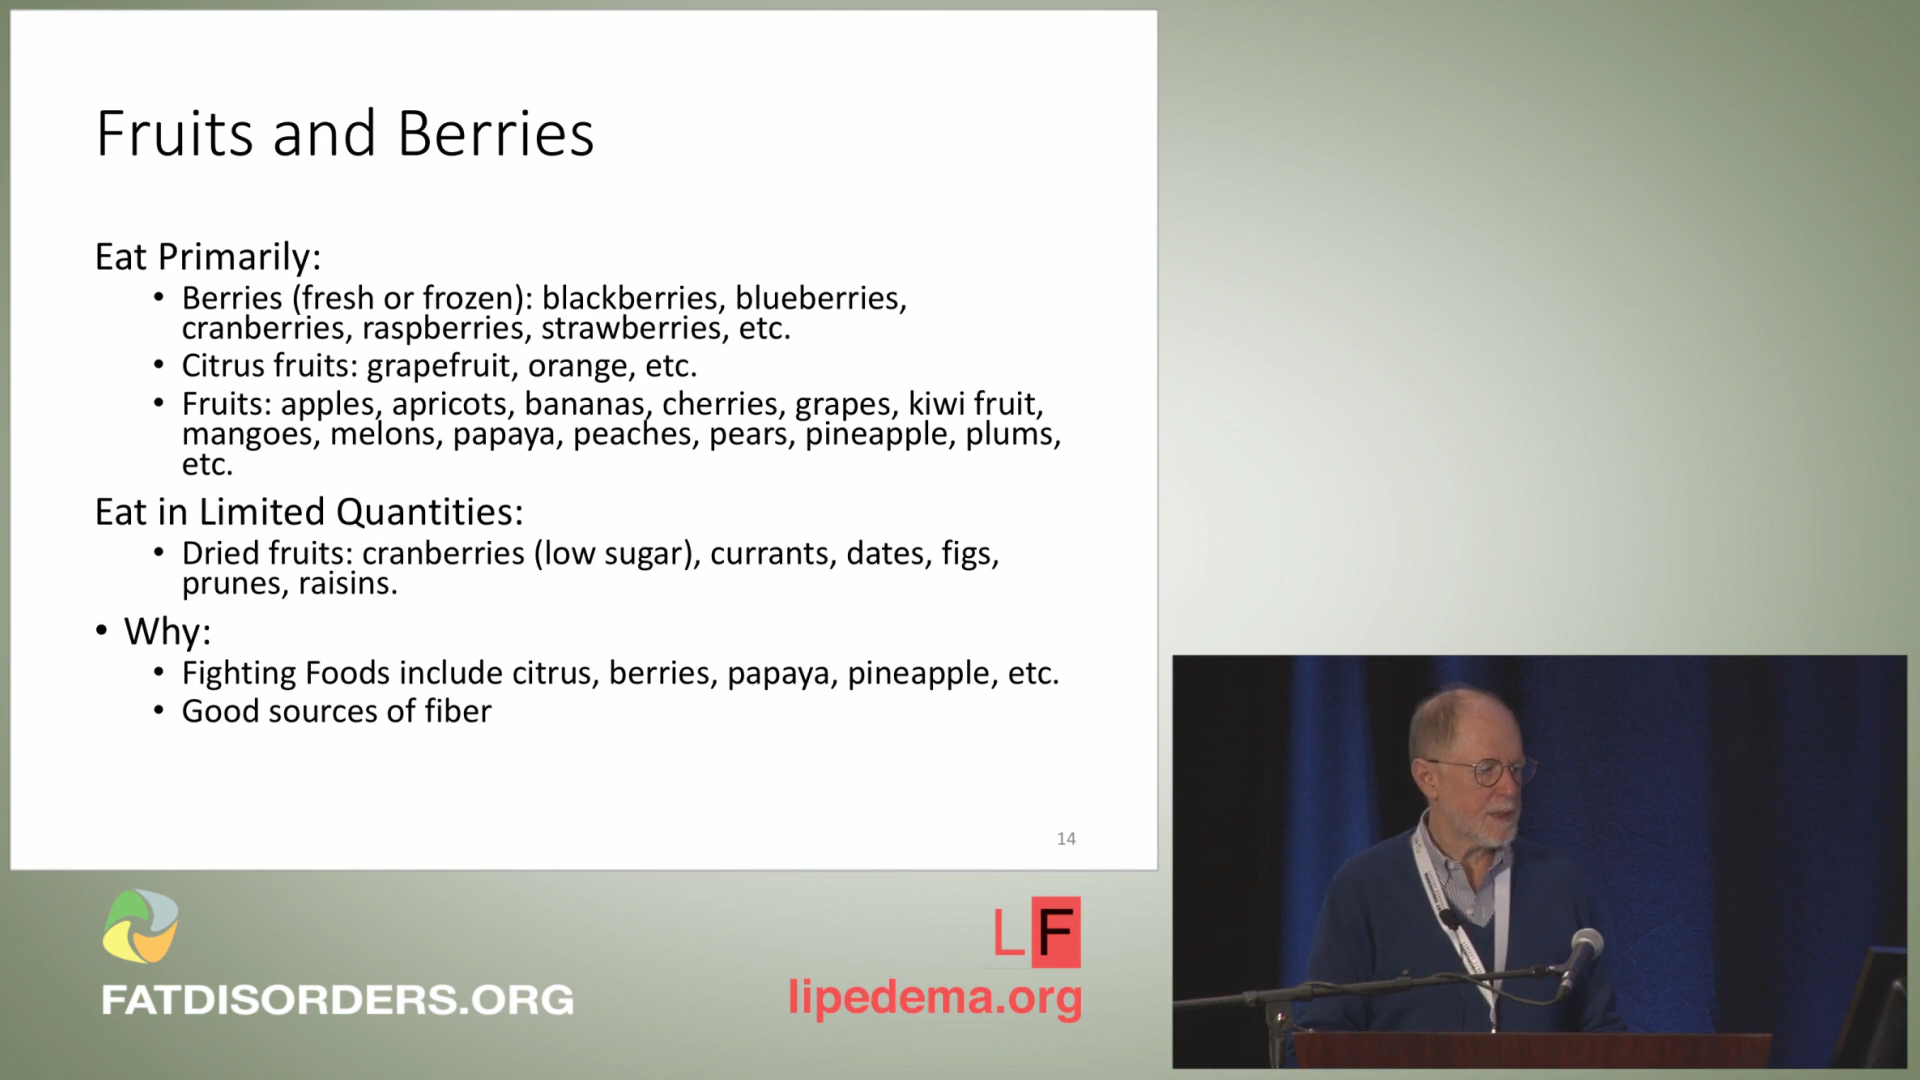 Fruits and Berries
Eat Primarily:
• Berries (fresh or frozen): blackberries, blueberries,
cranberries, raspberries, strawberries, etc.
• Citrus fruits: grapefruit, orange, etc.
• Fruits: apples, apricots, bananas, cherries, grapes, kiwi fruit,
mangoes, melons, papaya, peaches, pears, pineapple, plums,
etc.
Eat in Limited Quantities:
• Dried fruits: cranberries (low sugar), currants, dates, figs,
prunes, raisins.
• Why:
• Fighting Foods include citrus, berries, papaya, pineapple, etc.
• Good sources of fiber
14
FATDISORDERS.ORG
LF
lipedema.org